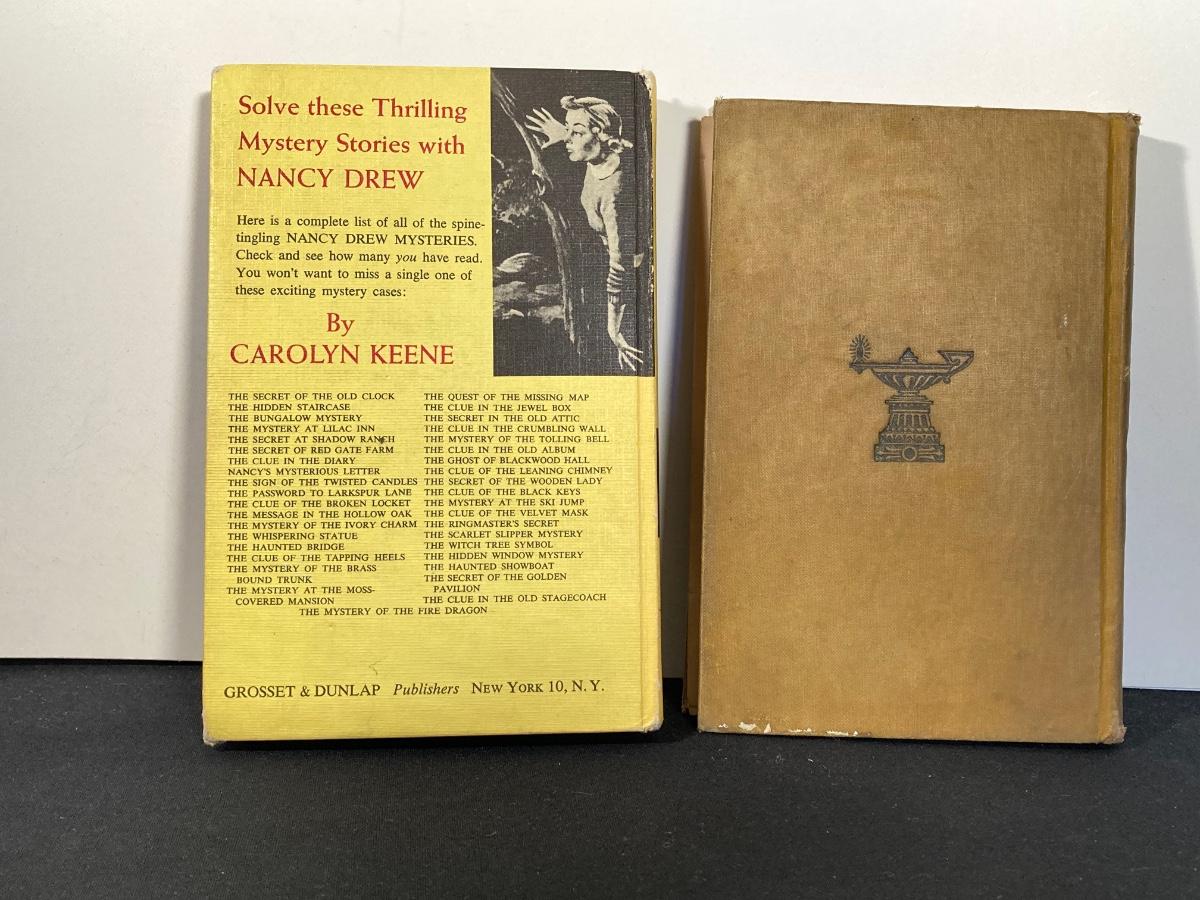 Solve these Thrilling
Mystery Stories with
NANCY DREW
Here is a complete list of all of the spine-
tingling NANCY DREW MYSTERIES.
Check and see how many you have read.
You won't want to miss a single one of
these exciting mystery cases:
By
CAROLYN KEENE
THE SECRET OF THE OLD CLOCK
THE HIDDEN STAIRCASE
THE BUNGALOW MYSTERY
THE MYSTERY AT LILAC INN
THE SECRET AT SHADOW RANCH
THE SECRET OF RED GATE FARM
THE CLUE IN THE DIARY
NANCY'S MYSTERIOUS LETTER
THE SIGN OF THE TWISTED CANDLES
THE PASSWORD TO LARKSPUR LANE
THE CLUE OF THE BROKEN LOCKET
THE MESSAGE IN THE HOLLOW OAK
THE MYSTERY OF THE IVORY CHARM
THE WHISPERING STATUE
THE HAUNTED BRIDGE
THE CLUE OF THE TAPPING HEELS
THE MYSTERY OF THE BRASS
BOUND TRUNK
THE MYSTERY AT THE MOSS-
COVERED MANSION
THE QUEST OF THE MISSING MAP
THE CLUE IN THE JEWEL BOX
THE SECRET IN THE OLD ATTIC
THE CLUE IN THE CRUMBLING WALL
THE MYSTERY OF THE TOLLING BELL
THE CLUE IN THE OLD ALBUM
THE GHOST OF BLACKWOOD HALL
THE CLUE OF THE LEANING CHIMNEY
THE SECRET OF THE WOODEN LADY
THE CLUE OF THE BLACK KEYS
THE MYSTERY AT THE SKI JUMP
THE CLUE OF THE VELVET MASK
THE RINGMASTER'S SECRET
THE SCARLET SLIPPER MYSTERY
THE WITCH TREE SYMBOL
THE HIDDEN WINDOW MYSTERY
THE HAUNTED SHOWBOAT
THE SECRET OF THE GOLDEN
PAVILION
THE CLUE IN THE OLD STAGECOACH
THE MYSTERY OF THE FIRE DRAGON
GROSSET & DUNLAP Publishers NEW YORK 10, N. Y.